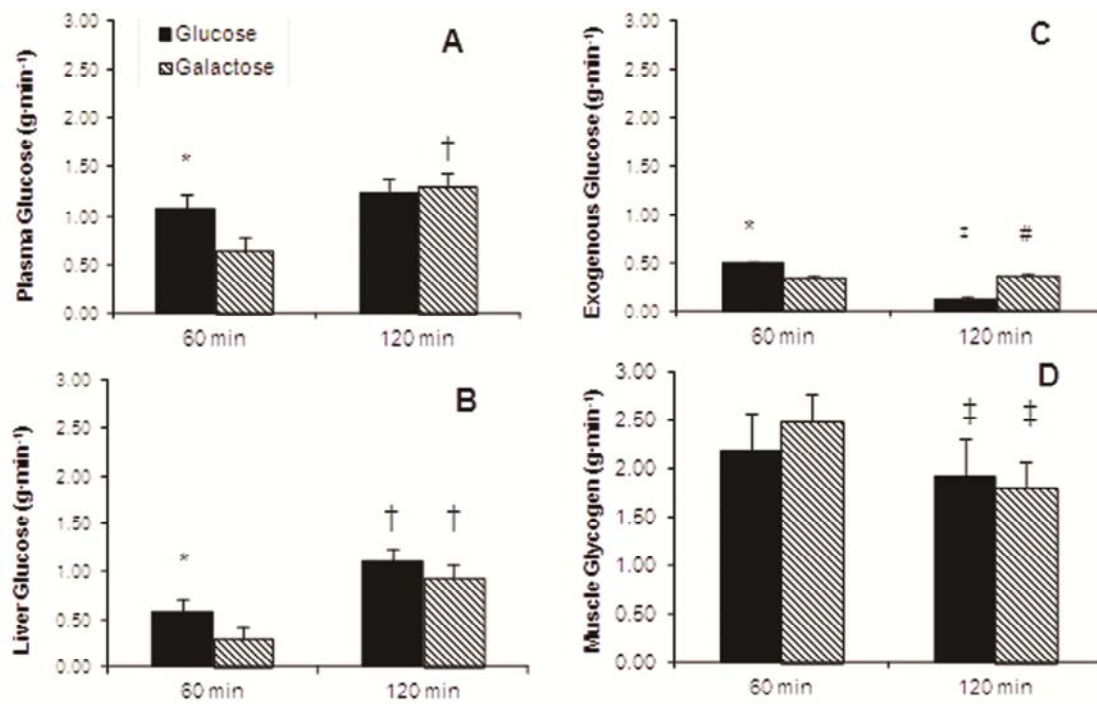 A
Glucose
Galactose
Plasma Glucose (g·min⁻¹)
3.00
2.50
2.00
1.50
1.00
0.50
0.00
*
†
60 min
120 min
C
Exogenous Glucose (g·min⁻¹)
3.00
2.50
2.00
1.50
1.00
0.50
0.00
*
‡
#
60 min
120 min
B
Liver Glucose (g·min⁻¹)
3.00
2.50
2.00
1.50
1.00
0.50
0.00
*
†
†
60 min
120 min
D
Muscle Glycogen (g·min⁻¹)
3.00
2.50
2.00
1.50
1.00
0.50
0.00
‡
‡
60 min
120 min